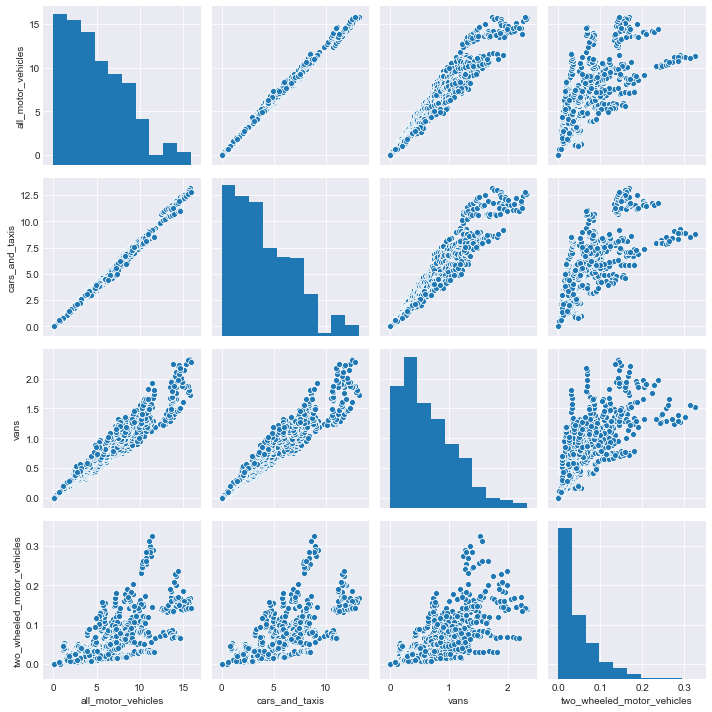 all_motor_vehicles
15
10
5
0
cars_and_taxis
12.5
10.0
7.5
5.0
2.5
0.0
vans
2.0
1.5
1.0
0.5
0.0
two_wheeled_motor_vehicles
0.3
0.2
0.1
0.0
0 5 10 15
all_motor_vehicles
0 5 10
cars_and_taxis
0 1 2
vans
0.0 0.1 0.2 0.3
two_wheeled_motor_vehicles